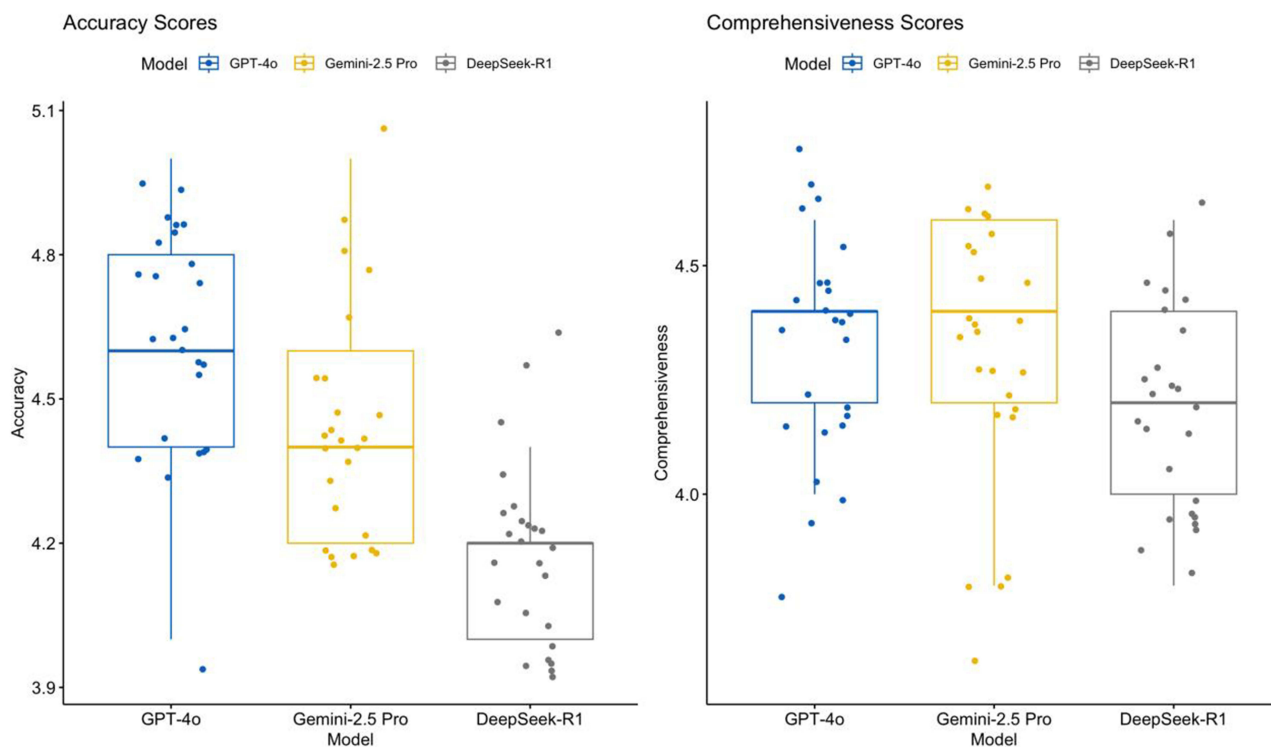 Accuracy Scores
Model GPT-4o Gemini-2.5 Pro DeepSeek-R1
5.1
4.8
4.5
4.2
3.9
Accuracy
GPT-4o Gemini-2.5 Pro DeepSeek-R1
Model
Comprehensiveness Scores
Model GPT-4o Gemini-2.5 Pro DeepSeek-R1
4.5
4.0
Comprehensiveness
GPT-4o Gemini-2.5 Pro DeepSeek-R1
Model